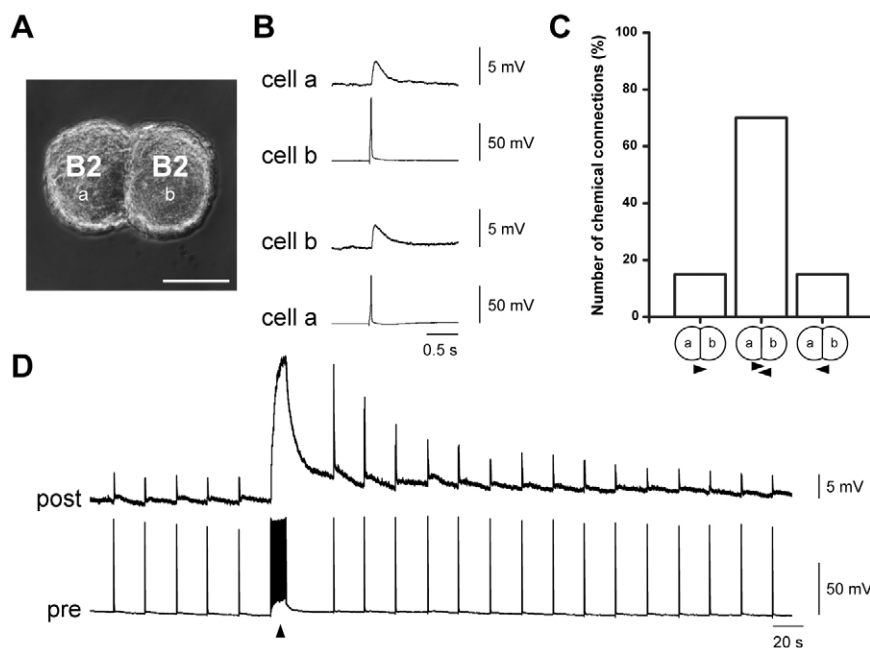 A
B2
a
B2
b
B
cell a
5 mV
cell b
50 mV
cell b
5 mV
cell a
50 mV
0.5 s
C
Number of chemical connections (%)
100
80
60
40
20
0
a b
a b
a b
D
post
5 mV
pre
50 mV
20 s